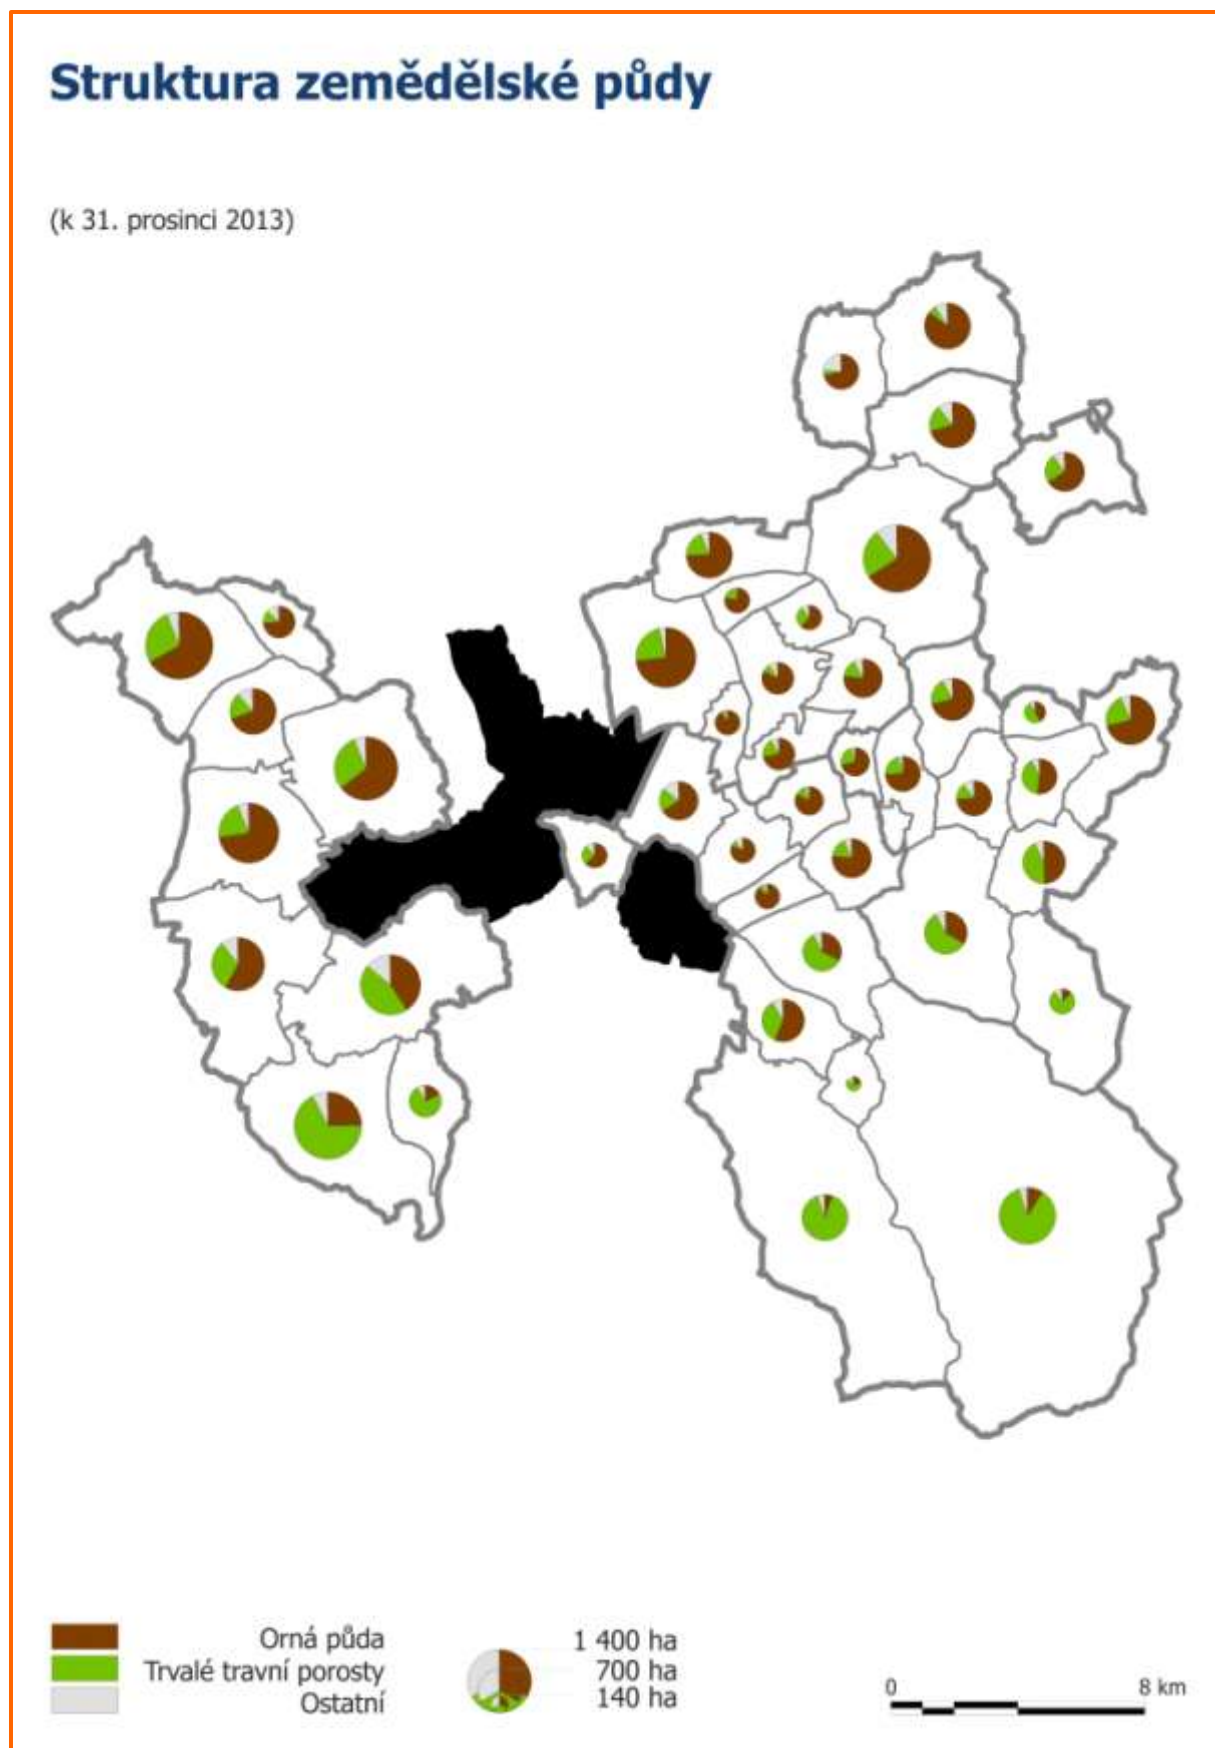 Struktura zemědělské půdy
(k 31. prosinci 2013)
Orná půda
Trvalé travní porosty
Ostatní
1 400 ha
700 ha
140 ha
0 8 km